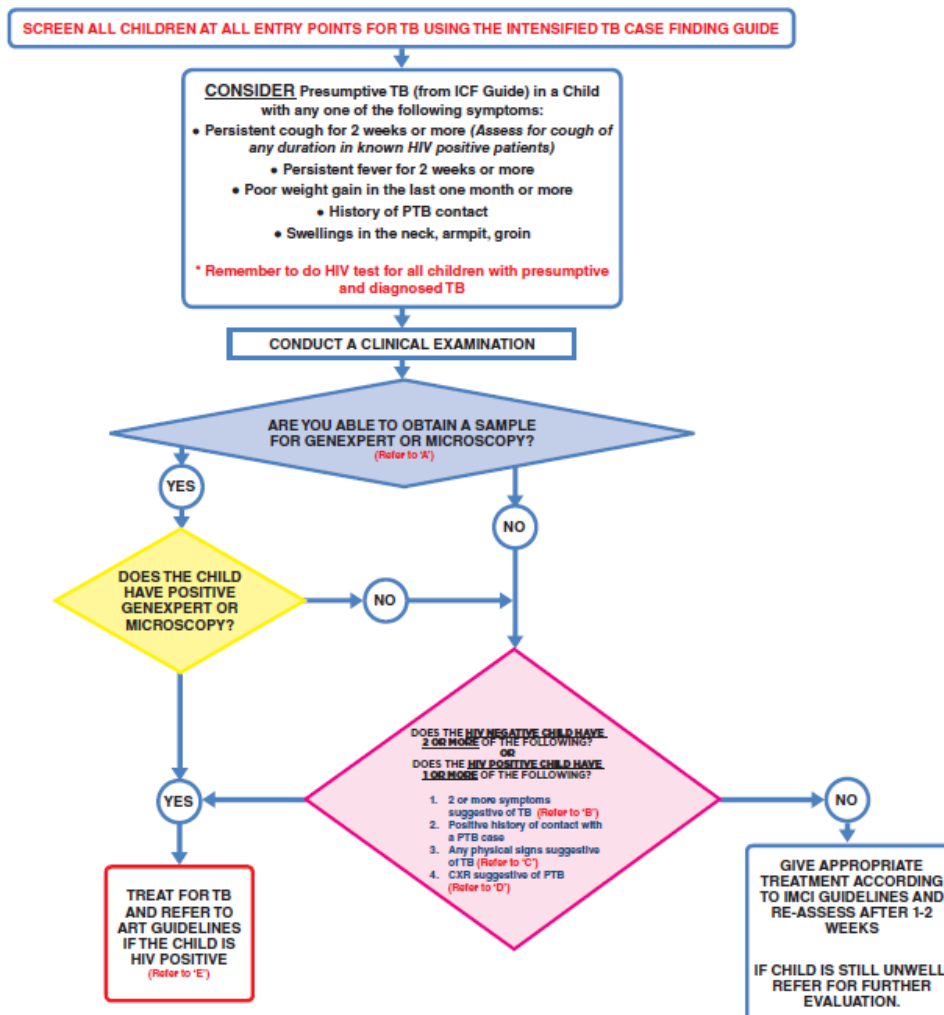 SCREEN ALL CHILDREN AT ALL ENTRY POINTS FOR TB USING THE INTENSIFIED TB CASE FINDING GUIDE
CONSIDER Presumptive TB (from ICF Guide) in a Child
with any one of the following symptoms:
● Persistent cough for 2 weeks or more (Assess for cough of
any duration in known HIV positive patients)
● Persistent fever for 2 weeks or more
● Poor weight gain in the last one month or more
● History of PTB contact
● Swellings in the neck, armpit, groin
* Remember to do HIV test for all children with presumptive
and diagnosed TB
CONDUCT A CLINICAL EXAMINATION
ARE YOU ABLE TO OBTAIN A SAMPLE
FOR GENEXPERT OR MICROSCOPY?
(Refer to 'A')
YES
NO
DOES THE CHILD
HAVE POSITIVE
GENEXPERT OR
MICROSCOPY?
NO
DOES THE HIV NEGATIVE CHILD HAVE
2 OR MORE OF THE FOLLOWING?
OR
DOES THE HIV POSITIVE CHILD HAVE
1 OR MORE OF THE FOLLOWING?
1. 2 or more symptoms
suggestive of TB (Refer to 'B')
2. Positive history of contact with
a PTB case
3. Any physical signs suggestive
of TB (Refer to 'C')
4. CXR suggestive of PTB
(Refer to 'D')
YES
NO
TREAT FOR TB
AND REFER TO
ART GUIDELINES
IF THE CHILD IS
HIV POSITIVE
(Refer to 'E')
GIVE APPROPRIATE
TREATMENT ACCORDING
TO IMCI GUIDELINES AND
RE-ASSESS AFTER 1-2
WEEKS
IF CHILD IS STILL UNWELL
REFER FOR FURTHER
EVALUATION.